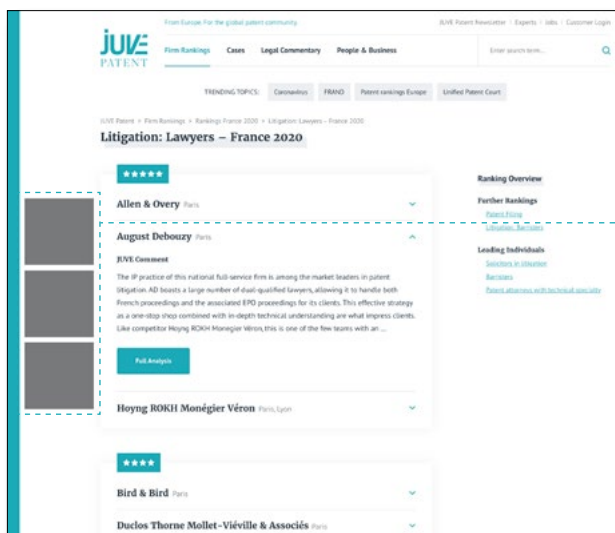 From Europe. For the global patent community.
JUVE Patent Newsletter | Experts | Jobs | Customer Login
JUVE
PATENT
Firm Rankings Cases Legal Commentary People & Business
Enter search term...
TRENDING TOPICS: Coronavirus FRAND Patent rankings Europe Unified Patent Court
JUVE Patent > Firm Rankings > Rankings France 2020 > Litigation: Lawyers – France 2020
Litigation: Lawyers – France 2020
Allen & Overy Paris
August Debouzy Paris
JUVE Comment
The IP practice of this national full-service firm is among the market leaders in patent
litigation. AD boasts a large number of dual-qualified lawyers, allowing it to handle both
French proceedings and the associated EPO proceedings for its clients. This effective strategy
as a one-stop shop combined with in-depth technical understanding are what impress clients.
Like competitor Hoyng ROKH Monegier Véron, this is one of the few teams with an ...
Full Analysis
Hoyng ROKH Monégier Véron Paris, Lyon
Bird & Bird Paris
Duclos Thorne Mollet-Viéville & Associés Paris
Ranking Overview
Further Rankings
Patent Filing
Litigation: Barristers
Leading Individuals
Solicitors in litigation
Barristers
Patent attorneys with technical specialty